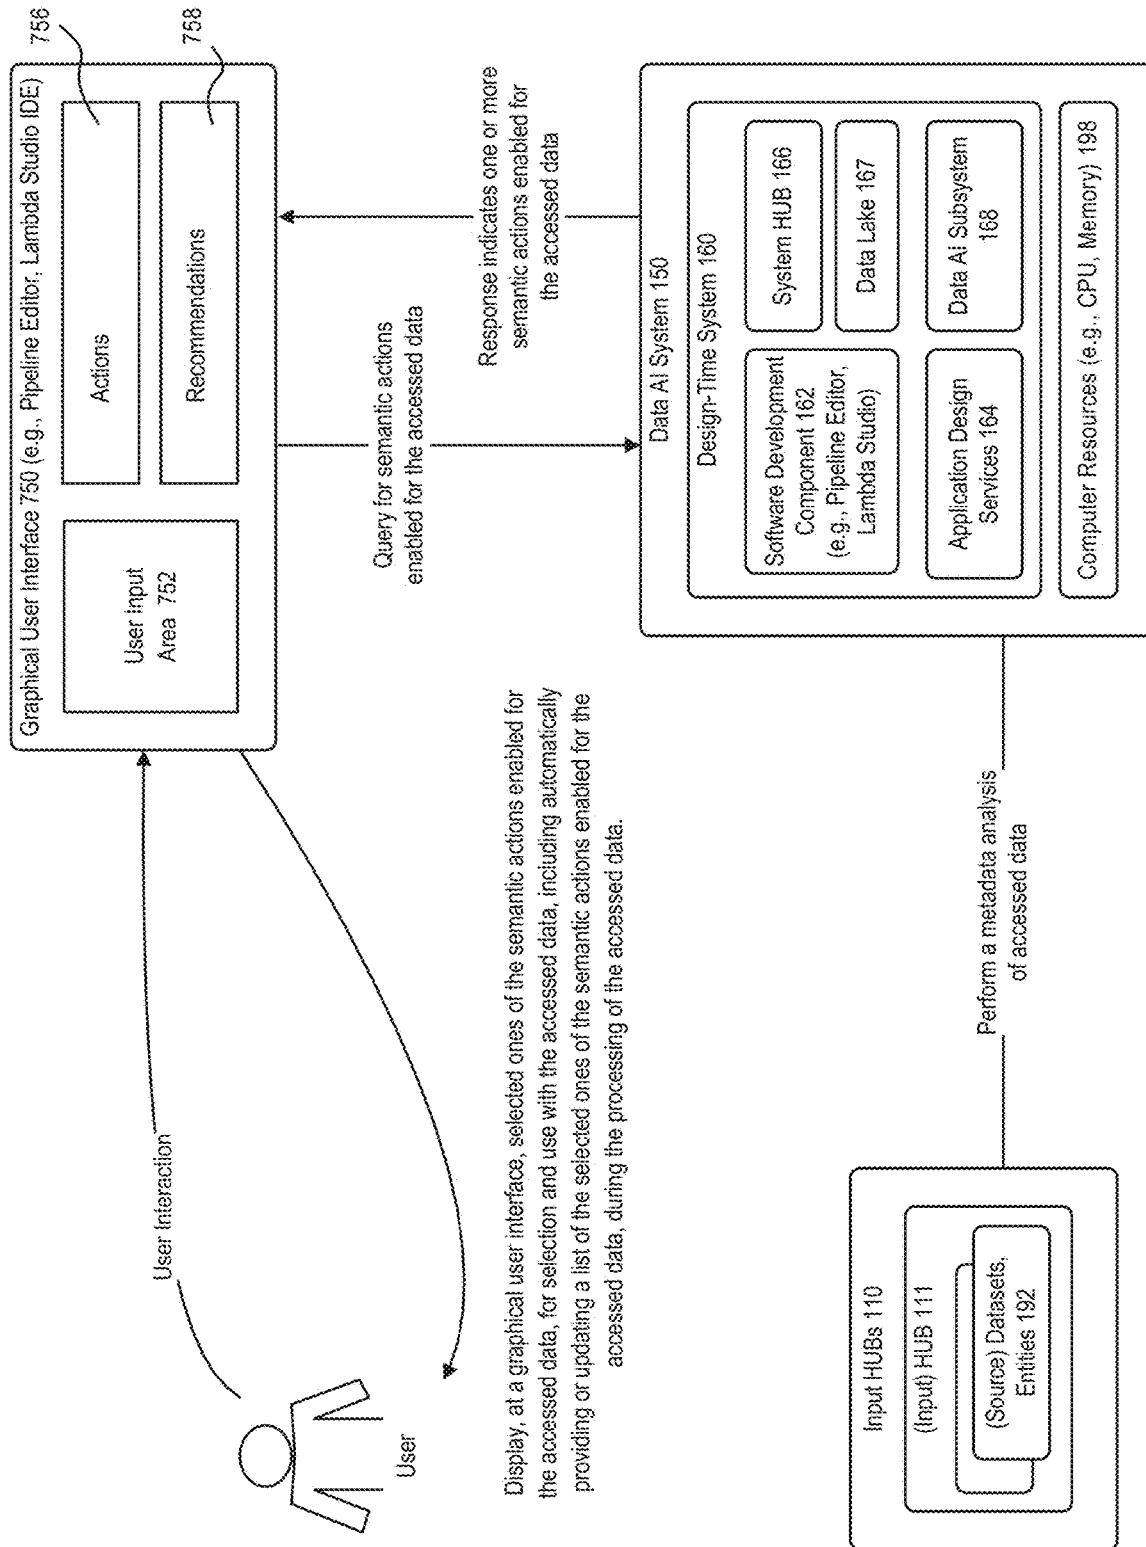 User Interaction
User
Graphical User Interface 750 (e.g., Pipeline Editor, Lambda Studio IDE)
User Input
Area 752
Actions
Recommendations
756
758
Display, at a graphical user interface, selected ones of the semantic actions enabled for
the accessed data, for selection and use with the accessed data, including automatically
providing or updating a list of the selected ones of the semantic actions enabled for the
accessed data, during the processing of the accessed data.
Query for semantic actions
enabled for the accessed data
Response indicates one or more
semantic actions enabled for
the accessed data
Input HUBs 110
(Input) HUB 111
(Source) Datasets,
Entities 192
Perform a metadata analysis
of accessed data
Data AI System 150
Design-Time System 160
Software Development
Component 162
(e.g., Pipeline Editor,
Lambda Studio)
System HUB 166
Data Lake 167
Application Design
Services 164
Data AI Subsystem
168
Computer Resources (e.g., CPU, Memory) 198